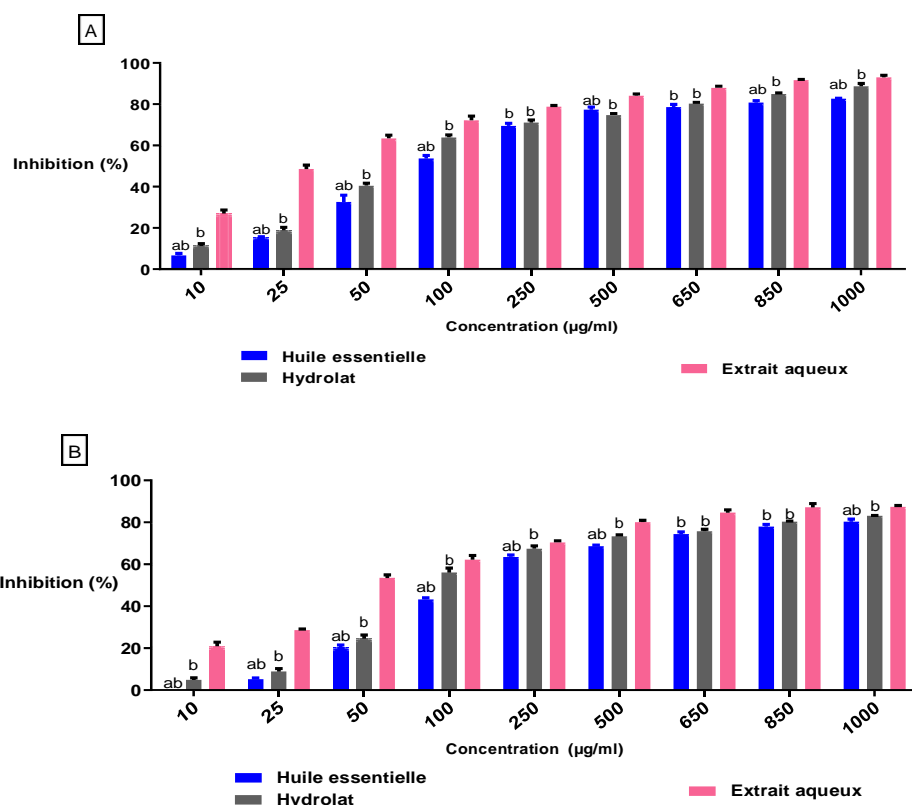 A
100
80
60
40
20
0
Inhibition (%)
ab b
ab b
ab b
ab b
b b
ab b
b b
ab b
ab b
10 25 50 100 250 500 650 850 1000
Concentration (µg/ml)
Huile essentielle
Hydrolat
Extrait aqueux
B
100
80
60
40
20
0
Inhibition (%)
ab b
ab b
ab b
ab b
ab b
ab b
b b
b b
ab b
10 25 50 100 250 500 650 850 1000
Concentration (µg/ml)
Huile essentielle
Hydrolat
Extrait aqueux